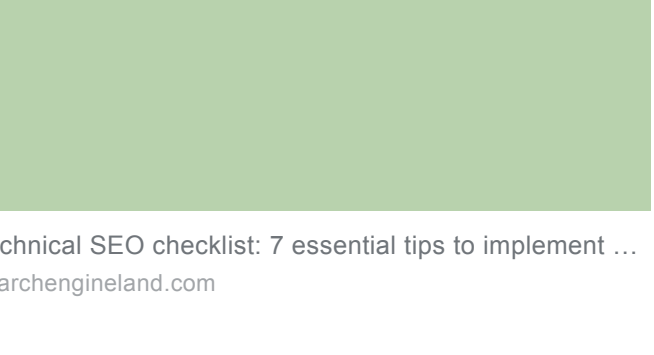 chnical SEO checklist: 7 essential tips to implement …
archengineland.com